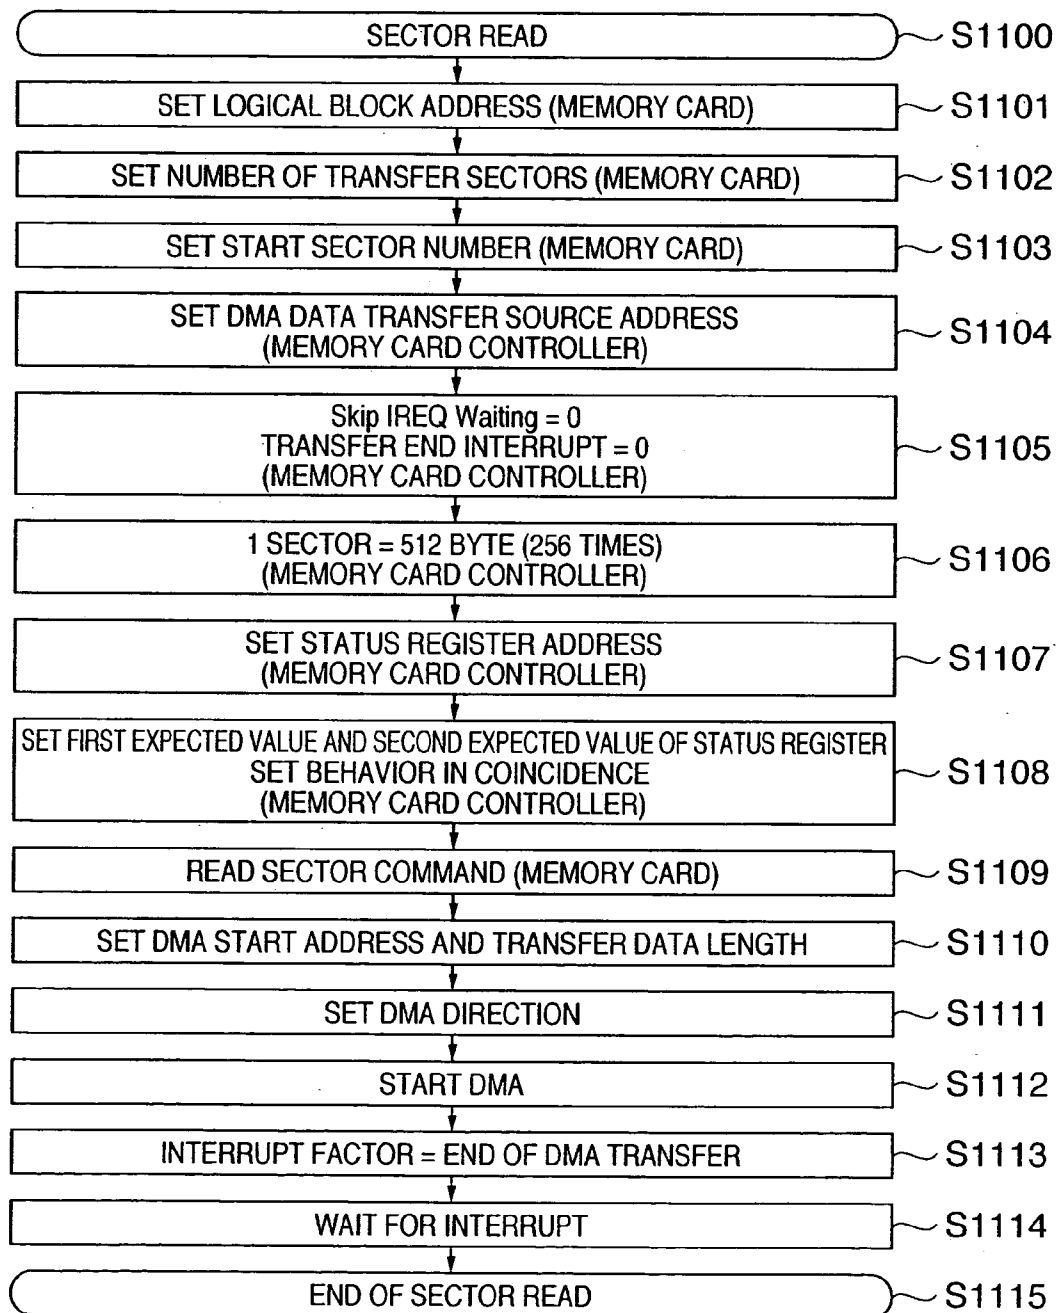 SECTOR READ
S1100
SET LOGICAL BLOCK ADDRESS (MEMORY CARD)
S1101
SET NUMBER OF TRANSFER SECTORS (MEMORY CARD)
S1102
SET START SECTOR NUMBER (MEMORY CARD)
S1103
SET DMA DATA TRANSFER SOURCE ADDRESS
(MEMORY CARD CONTROLLER)
S1104
Skip IREQ Waiting = 0
TRANSFER END INTERRUPT = 0
(MEMORY CARD CONTROLLER)
S1105
1 SECTOR = 512 BYTE (256 TIMES)
(MEMORY CARD CONTROLLER)
S1106
SET STATUS REGISTER ADDRESS
(MEMORY CARD CONTROLLER)
S1107
SET FIRST EXPECTED VALUE AND SECOND EXPECTED VALUE OF STATUS REGISTER
SET BEHAVIOR IN COINCIDENCE
(MEMORY CARD CONTROLLER)
S1108
READ SECTOR COMMAND (MEMORY CARD)
S1109
SET DMA START ADDRESS AND TRANSFER DATA LENGTH
S1110
SET DMA DIRECTION
S1111
START DMA
S1112
INTERRUPT FACTOR = END OF DMA TRANSFER
S1113
WAIT FOR INTERRUPT
S1114
END OF SECTOR READ
S1115